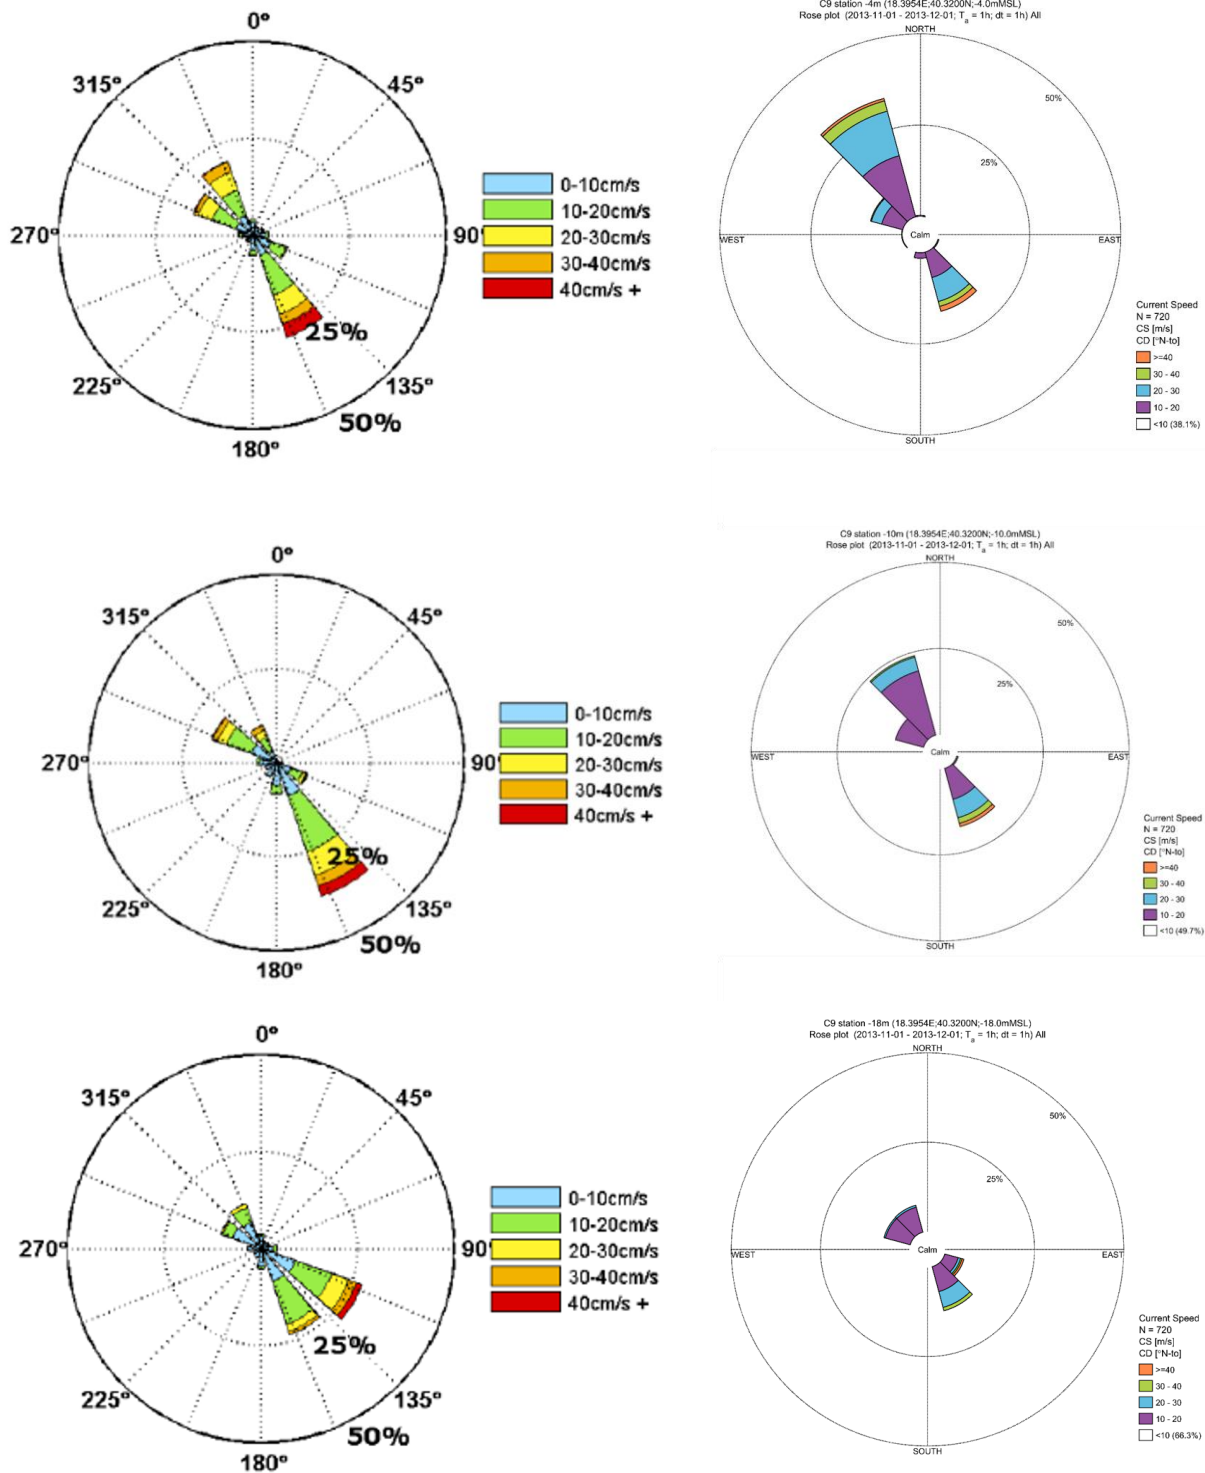 0°
315°
45°
270°
90°
225°
135°
180°
25%
50%
0-10cm/s
10-20cm/s
20-30cm/s
30-40cm/s
40cm/s +
C9 station -4m (18.3954E;40.3200N;-4.0mMSL)
Rose plot (2013-11-01 - 2013-12-01; Ta = 1h; dt = 1h) All
NORTH
50%
25%
WEST
Calm
EAST
SOUTH
Current Speed
N = 720
CS [m/s]
CD [°N-to]
>=40
30 - 40
20 - 30
10 - 20
<10 (38.1%)
0°
315°
45°
270°
90°
225°
135°
180°
25%
50%
0-10cm/s
10-20cm/s
20-30cm/s
30-40cm/s
40cm/s +
C9 station -10m (18.3954E;40.3200N;-10.0mMSL)
Rose plot (2013-11-01 - 2013-12-01; Ta = 1h; dt = 1h) All
NORTH
50%
25%
WEST
Calm
EAST
SOUTH
Current Speed
N = 720
CS [m/s]
CD [°N-to]
>=40
30 - 40
20 - 30
10 - 20
<10 (49.7%)
0°
315°
45°
270°
90°
225°
135°
180°
25%
50%
0-10cm/s
10-20cm/s
20-30cm/s
30-40cm/s
40cm/s +
C9 station -18m (18.3954E;40.3200N;-18.0mMSL)
Rose plot (2013-11-01 - 2013-12-01; Ta = 1h; dt = 1h) All
NORTH
50%
25%
WEST
Calm
EAST
SOUTH
Current Speed
N = 720
CS [m/s]
CD [°N-to]
>=40
30 - 40
20 - 30
10 - 20
<10 (66.3%)